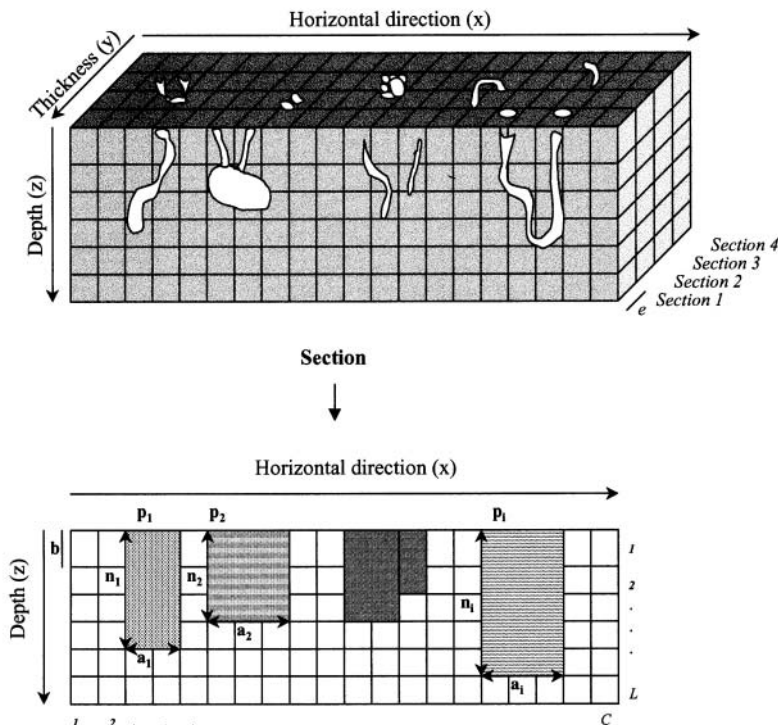 Horizontal direction (x)
Thickness (y)
Depth (z)
Section 4
Section 3
Section 2
Section 1
e
Section
Horizontal direction (x)
p1 p2 pi
b
1
n1 n2 ni
2
Depth (z)
.
.
a2
.
a1
ai
L
1 2 C